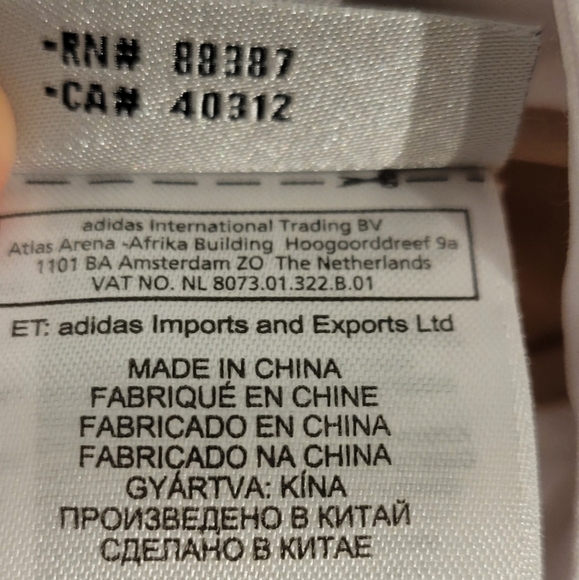 -RN# 88387
-CA# 40312
adidas International Trading BV
Atlas Arena -Afrika Building Hoogoorddreef 9a
1101 BA Amsterdam ZO The Netherlands
VAT NO. NL 8073.01.322.B.01
ET: adidas Imports and Exports Ltd
MADE IN CHINA
FABRIQUÉ EN CHINE
FABRICADO EN CHINA
FABRICADO NA CHINA
GYÁRTVA: KÍNA
ПРОИЗВЕДЕНО В КИТАЙ
СДЕЛАНО В КИТАЕ